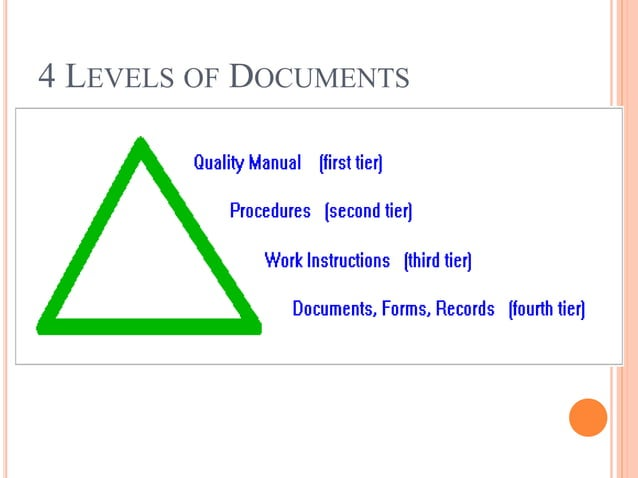 4 Levels of Documents
Quality Manual (first tier)
Procedures (second tier)
Work Instructions (third tier)
Documents, Forms, Records (fourth tier)